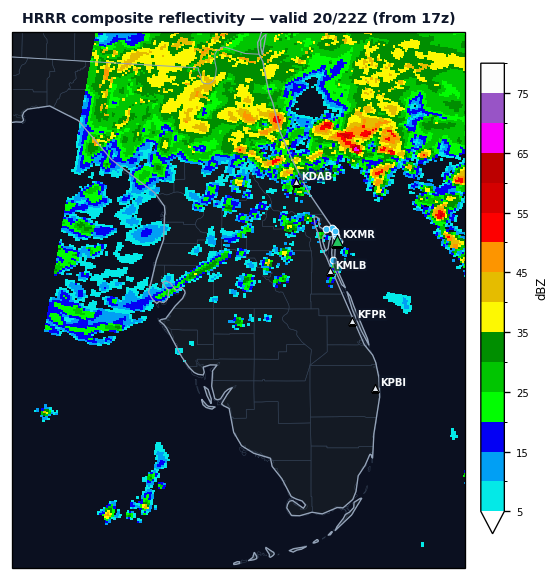 HRRR composite reflectivity — valid 20/22Z (from 17z)
KDAB
KXMR
KMLB
KFPR
KPBI
75
65
55
45
35
25
15
5
dBZ